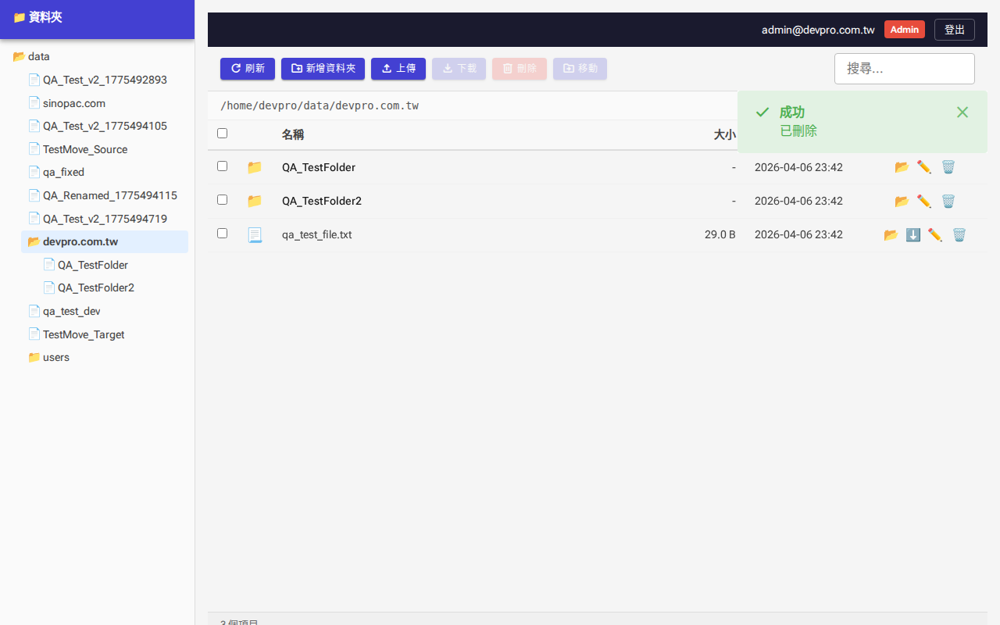 資料夾
data
QA_Test_v2_1775492893
sinopac.com
QA_Test_v2_1775494105
TestMove_Source
qa_fixed
QA_Renamed_1775494115
QA_Test_v2_1775494719
devpro.com.tw
QA_TestFolder
QA_TestFolder2
qa_test_dev
TestMove_Target
users
admin@devpro.com.tw Admin 登出
刷新 新增資料夾 上傳 下載 刪除 移動 搜尋...
/home/devpro/data/devpro.com.tw
成功
已刪除
名稱 大小
QA_TestFolder - 2026-04-06 23:42
QA_TestFolder2 - 2026-04-06 23:42
qa_test_file.txt 29.0 B 2026-04-06 23:42
3 個項目